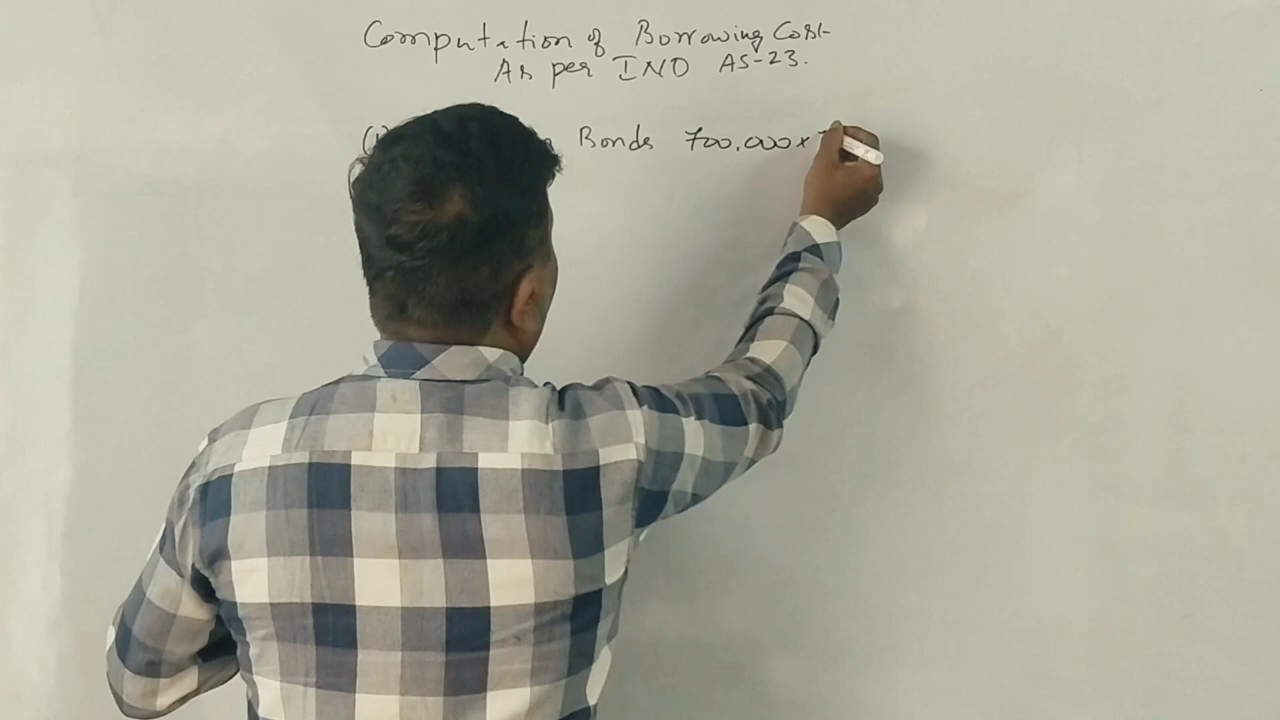 Computation of Borrowing Cost
As per IND AS-23.
(1) Bonds 700,000 x